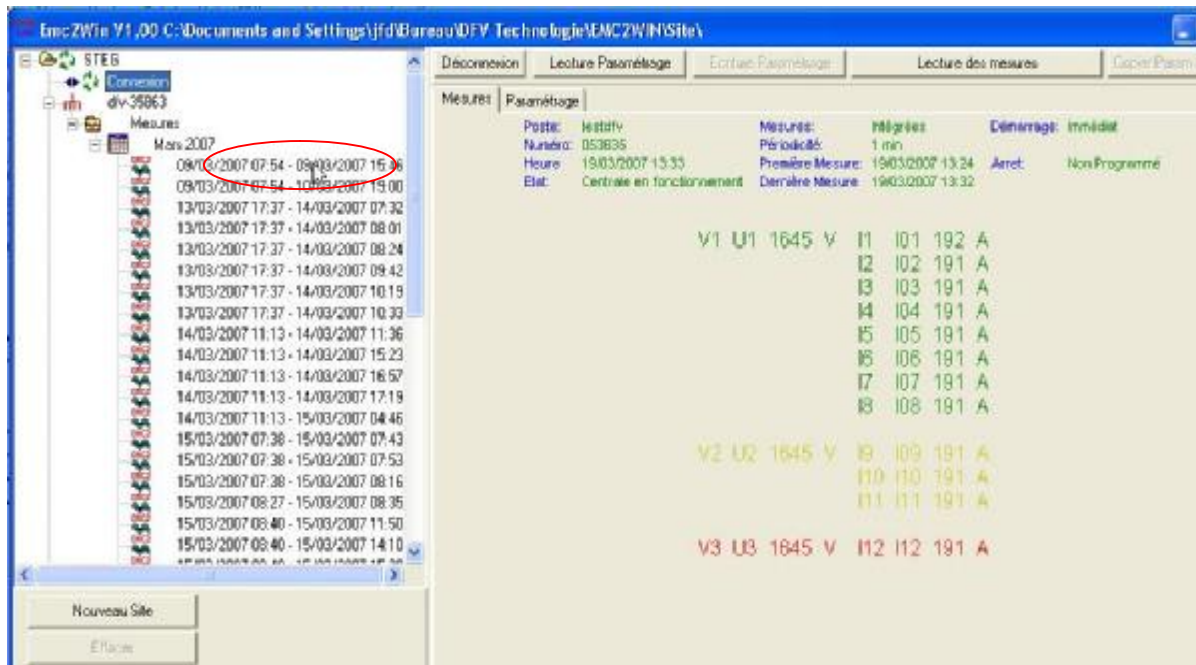 Emc2Win V1,00 C:\Documents and Settings\jfd\Bureau\DFV Technologie\EMC2WIN\Site\
STEG
Connexion
dfv-35863
Mesures
Mars 2007
09/03/2007 07:54 - 09/03/2007 15:46
09/03/2007 07:54 - 10/03/2007 19:00
13/03/2007 17:37 - 14/03/2007 07:32
13/03/2007 17:37 - 14/03/2007 08:01
13/03/2007 17:37 - 14/03/2007 08:24
13/03/2007 17:37 - 14/03/2007 09:42
13/03/2007 17:37 - 14/03/2007 10:19
13/03/2007 17:37 - 14/03/2007 10:33
14/03/2007 11:13 - 14/03/2007 11:36
14/03/2007 11:13 - 14/03/2007 15:23
14/03/2007 11:13 - 14/03/2007 16:57
14/03/2007 11:13 - 14/03/2007 17:19
14/03/2007 11:13 - 15/03/2007 04:46
15/03/2007 07:38 - 15/03/2007 07:43
15/03/2007 07:38 - 15/03/2007 07:53
15/03/2007 07:38 - 15/03/2007 08:16
15/03/2007 08:27 - 15/03/2007 08:35
15/03/2007 08:40 - 15/03/2007 11:50
15/03/2007 08:40 - 15/03/2007 14:10
Nouveau Site
Effacer
Déconnexion Lecture Paramétrage Ecriture Paramétrage Lecture des mesures Copier Param
Mesures Paramétrage
Poste: testdfv Mesures: Intégrées Démarrage: Immédiat
Numéro: 053635 Périodicité: 1 min
Heure 19/03/2007 13:33 Première Mesure: 19/03/2007 13:24 Arret: Non Programmé
Etat: Centrale en fonctionnement Dernière Mesure 19/03/2007 13:32
V1 U1 1645 V I1 I01 192 A
I2 I02 191 A
I3 I03 191 A
I4 I04 191 A
I5 I05 191 A
I6 I06 191 A
I7 I07 191 A
I8 I08 191 A
V2 U2 1645 V I9 I09 191 A
I10 I10 191 A
I11 I11 191 A
V3 U3 1645 V I12 I12 191 A